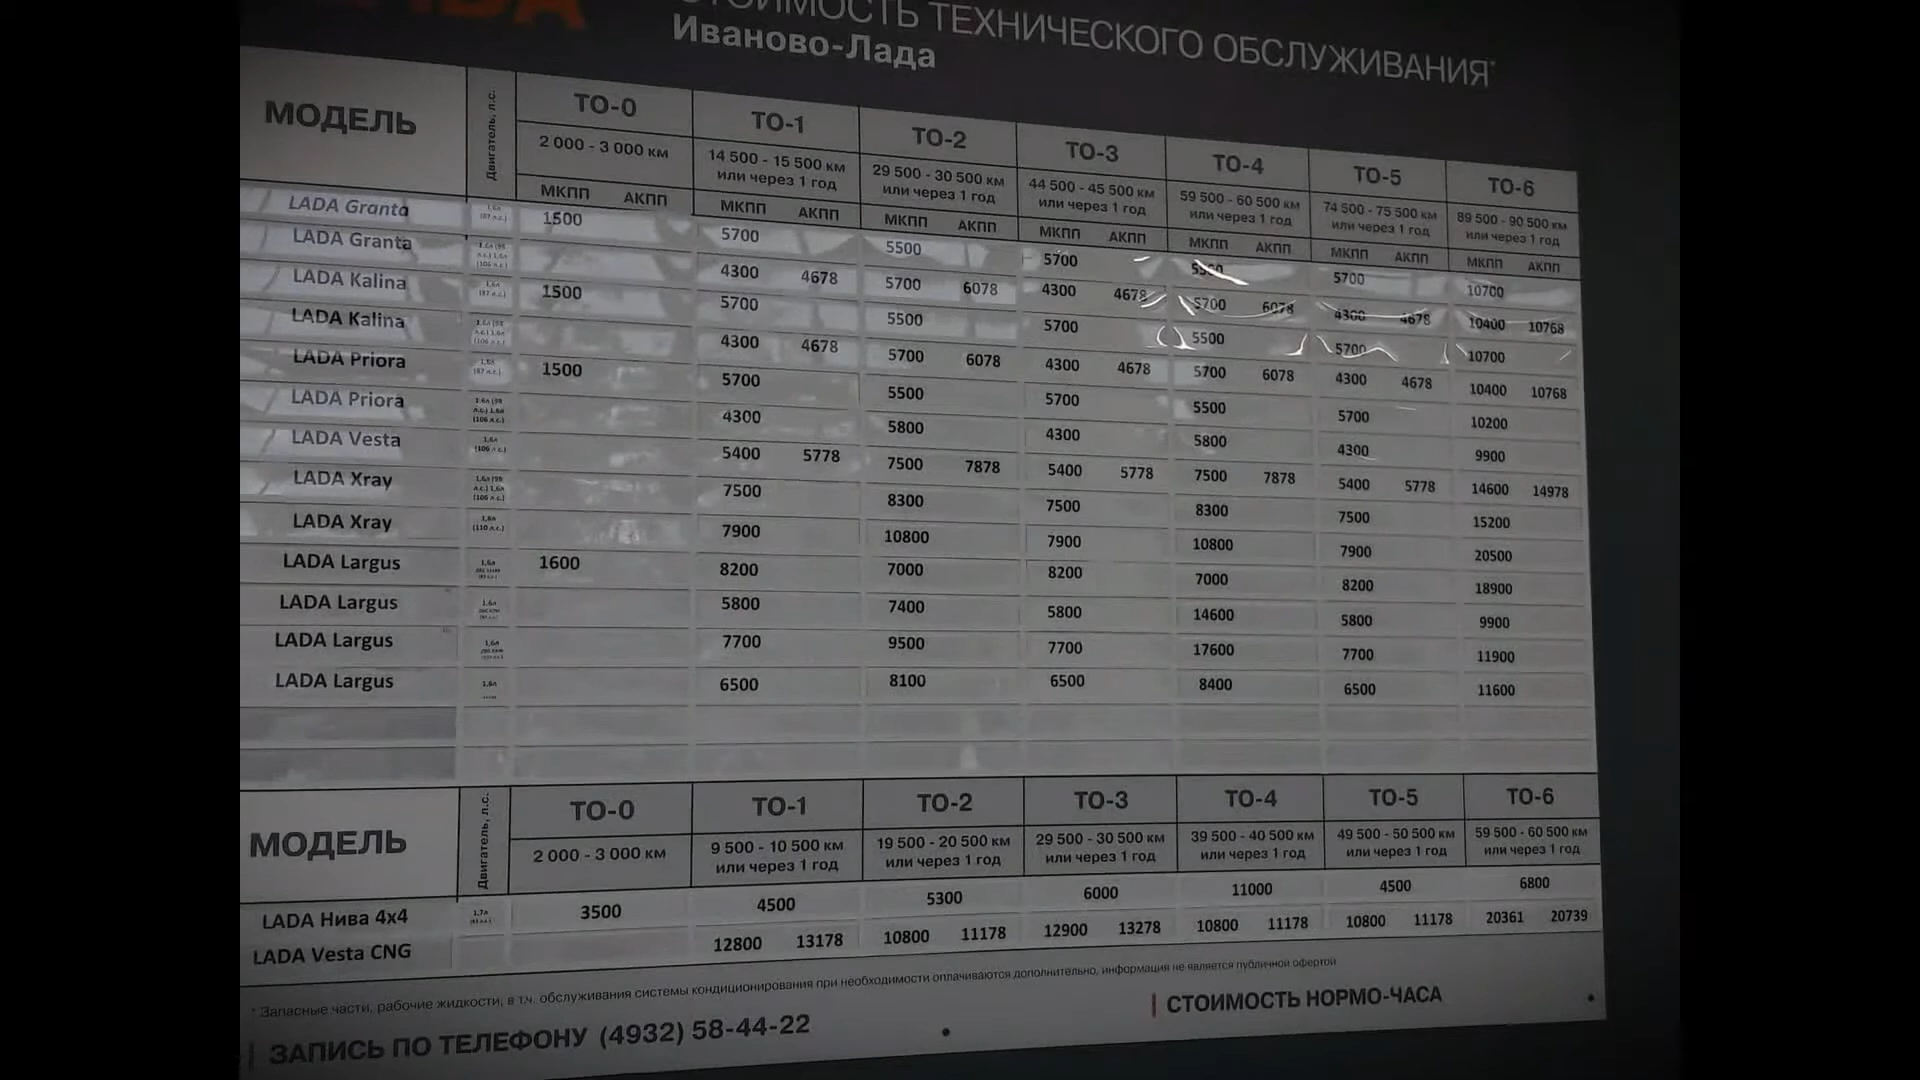 СТОИМОСТЬ ТЕХНИЧЕСКОГО ОБСЛУЖИВАНИЯ*
Иваново-Лада
МОДЕЛЬ Двигатель, л.с. ТО-0 ТО-1 ТО-2 ТО-3 ТО-4 ТО-5 ТО-6
2 000 - 3 000 км 14 500 - 15 500 км или через 1 год 29 500 - 30 500 км или через 1 год 44 500 - 45 500 км или через 1 год 59 500 - 60 500 км или через 1 год 74 500 - 75 500 км или через 1 год 89 500 - 90 500 км или через 1 год
МКПП АКПП МКПП АКПП МКПП АКПП МКПП АКПП МКПП АКПП МКПП АКПП МКПП АКПП
LADA Granta 1500 5700 5500 5700 5500 5700 10700
LADA Granta 4300 4678 5700 6078 4300 4678 5700 6078 4300 4678 10400 10768
LADA Kalina 1500 5700 5500 5700 5500 5700 10700
LADA Kalina 4300 4678 5700 6078 4300 4678 5700 6078 4300 4678 10400 10768
LADA Priora 1500 5700 5500 5700 5500 5700 10200
LADA Priora 4300 5800 4300 5800 4300 9900
LADA Vesta 5400 5778 7500 7878 5400 5778 7500 7878 5400 5778 14600 14978
LADA Xray 7500 8300 7500 8300 7500 15200
LADA Xray 7900 10800 7900 10800 7900 20500
LADA Largus 1600 8200 7000 8200 7000 8200 18900
LADA Largus 5800 7400 5800 14600 5800 9900
LADA Largus 7700 9500 7700 17600 7700 11900
LADA Largus 6500 8100 6500 8400 6500 11600
МОДЕЛЬ Двигатель, л.с. ТО-0 ТО-1 ТО-2 ТО-3 ТО-4 ТО-5 ТО-6
2 000 - 3 000 км 9 500 - 10 500 км или через 1 год 19 500 - 20 500 км или через 1 год 29 500 - 30 500 км или через 1 год 39 500 - 40 500 км или через 1 год 49 500 - 50 500 км или через 1 год 59 500 - 60 500 км или через 1 год
LADA Нива 4x4 3500 4500 5300 6000 11000 4500 6800
LADA Vesta CNG 12800 13178 10800 11178 12900 13278 10800 11178 10800 11178 20361 20739
* Запасные части, рабочие жидкости, в т.ч. обслуживания системы кондиционирования при необходимости оплачиваются дополнительно, информация не является публичной офертой
ЗАПИСЬ ПО ТЕЛЕФОНУ (4932) 58-44-22
СТОИМОСТЬ НОРМО-ЧАСА